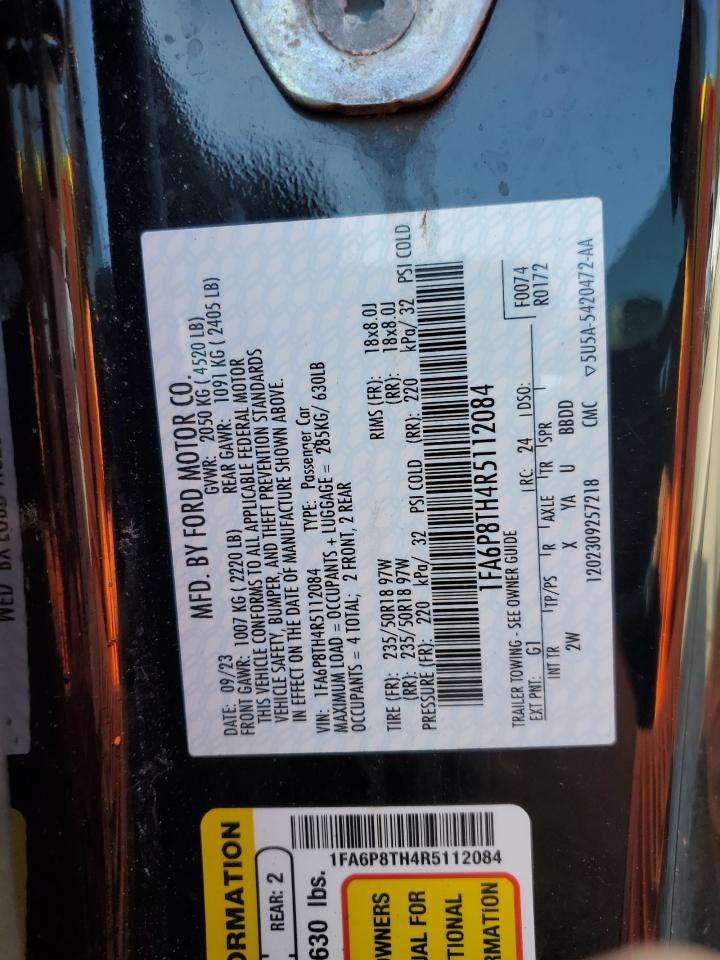 MFD. BY FORD MOTOR CO.
DATE: 09/23 GVWR: 2050 KG ( 4520 LB)
FRONT GAWR: 1007 KG ( 2220 LB) REAR GAWR: 1091 KG ( 2405 LB)
THIS VEHICLE CONFORMS TO ALL APPLICABLE FEDERAL MOTOR
VEHICLE SAFETY, BUMPER, AND THEFT PREVENTION STANDARDS
IN EFFECT ON THE DATE OF MANUFACTURE SHOWN ABOVE.
VIN: 1FA6P8TH4R5112084 TYPE: Passenger Car
MAXIMUM LOAD = OCCUPANTS + LUGGAGE = 285KG/ 630LB
OCCUPANTS = 4 TOTAL; 2 FRONT, 2 REAR
TIRE (FR): 235/50R18 97W RIMS (FR): 18x8.0J
(RR): 235/50R18 97W (RR): 18x8.0J
PRESSURE (FR): 220 kPa/ 32 PSI COLD (RR): 220 kPa/ 32 PSI COLD
1FA6P8TH4R5112084
TRAILER TOWING - SEE OWNER GUIDE
F0074
R0172
EXT PNT: G1 RC: 24 DSO:
INT TR TP/PS R AXLE TR SPR
2W X YA U BBDD
1202309257218 CMC ▽5U5A-5420472-AA
ORMATION
REAR: 2
630 lbs.
1FA6P8TH4R5112084
OWNERS
UAL FOR
TIONAL
RMATION